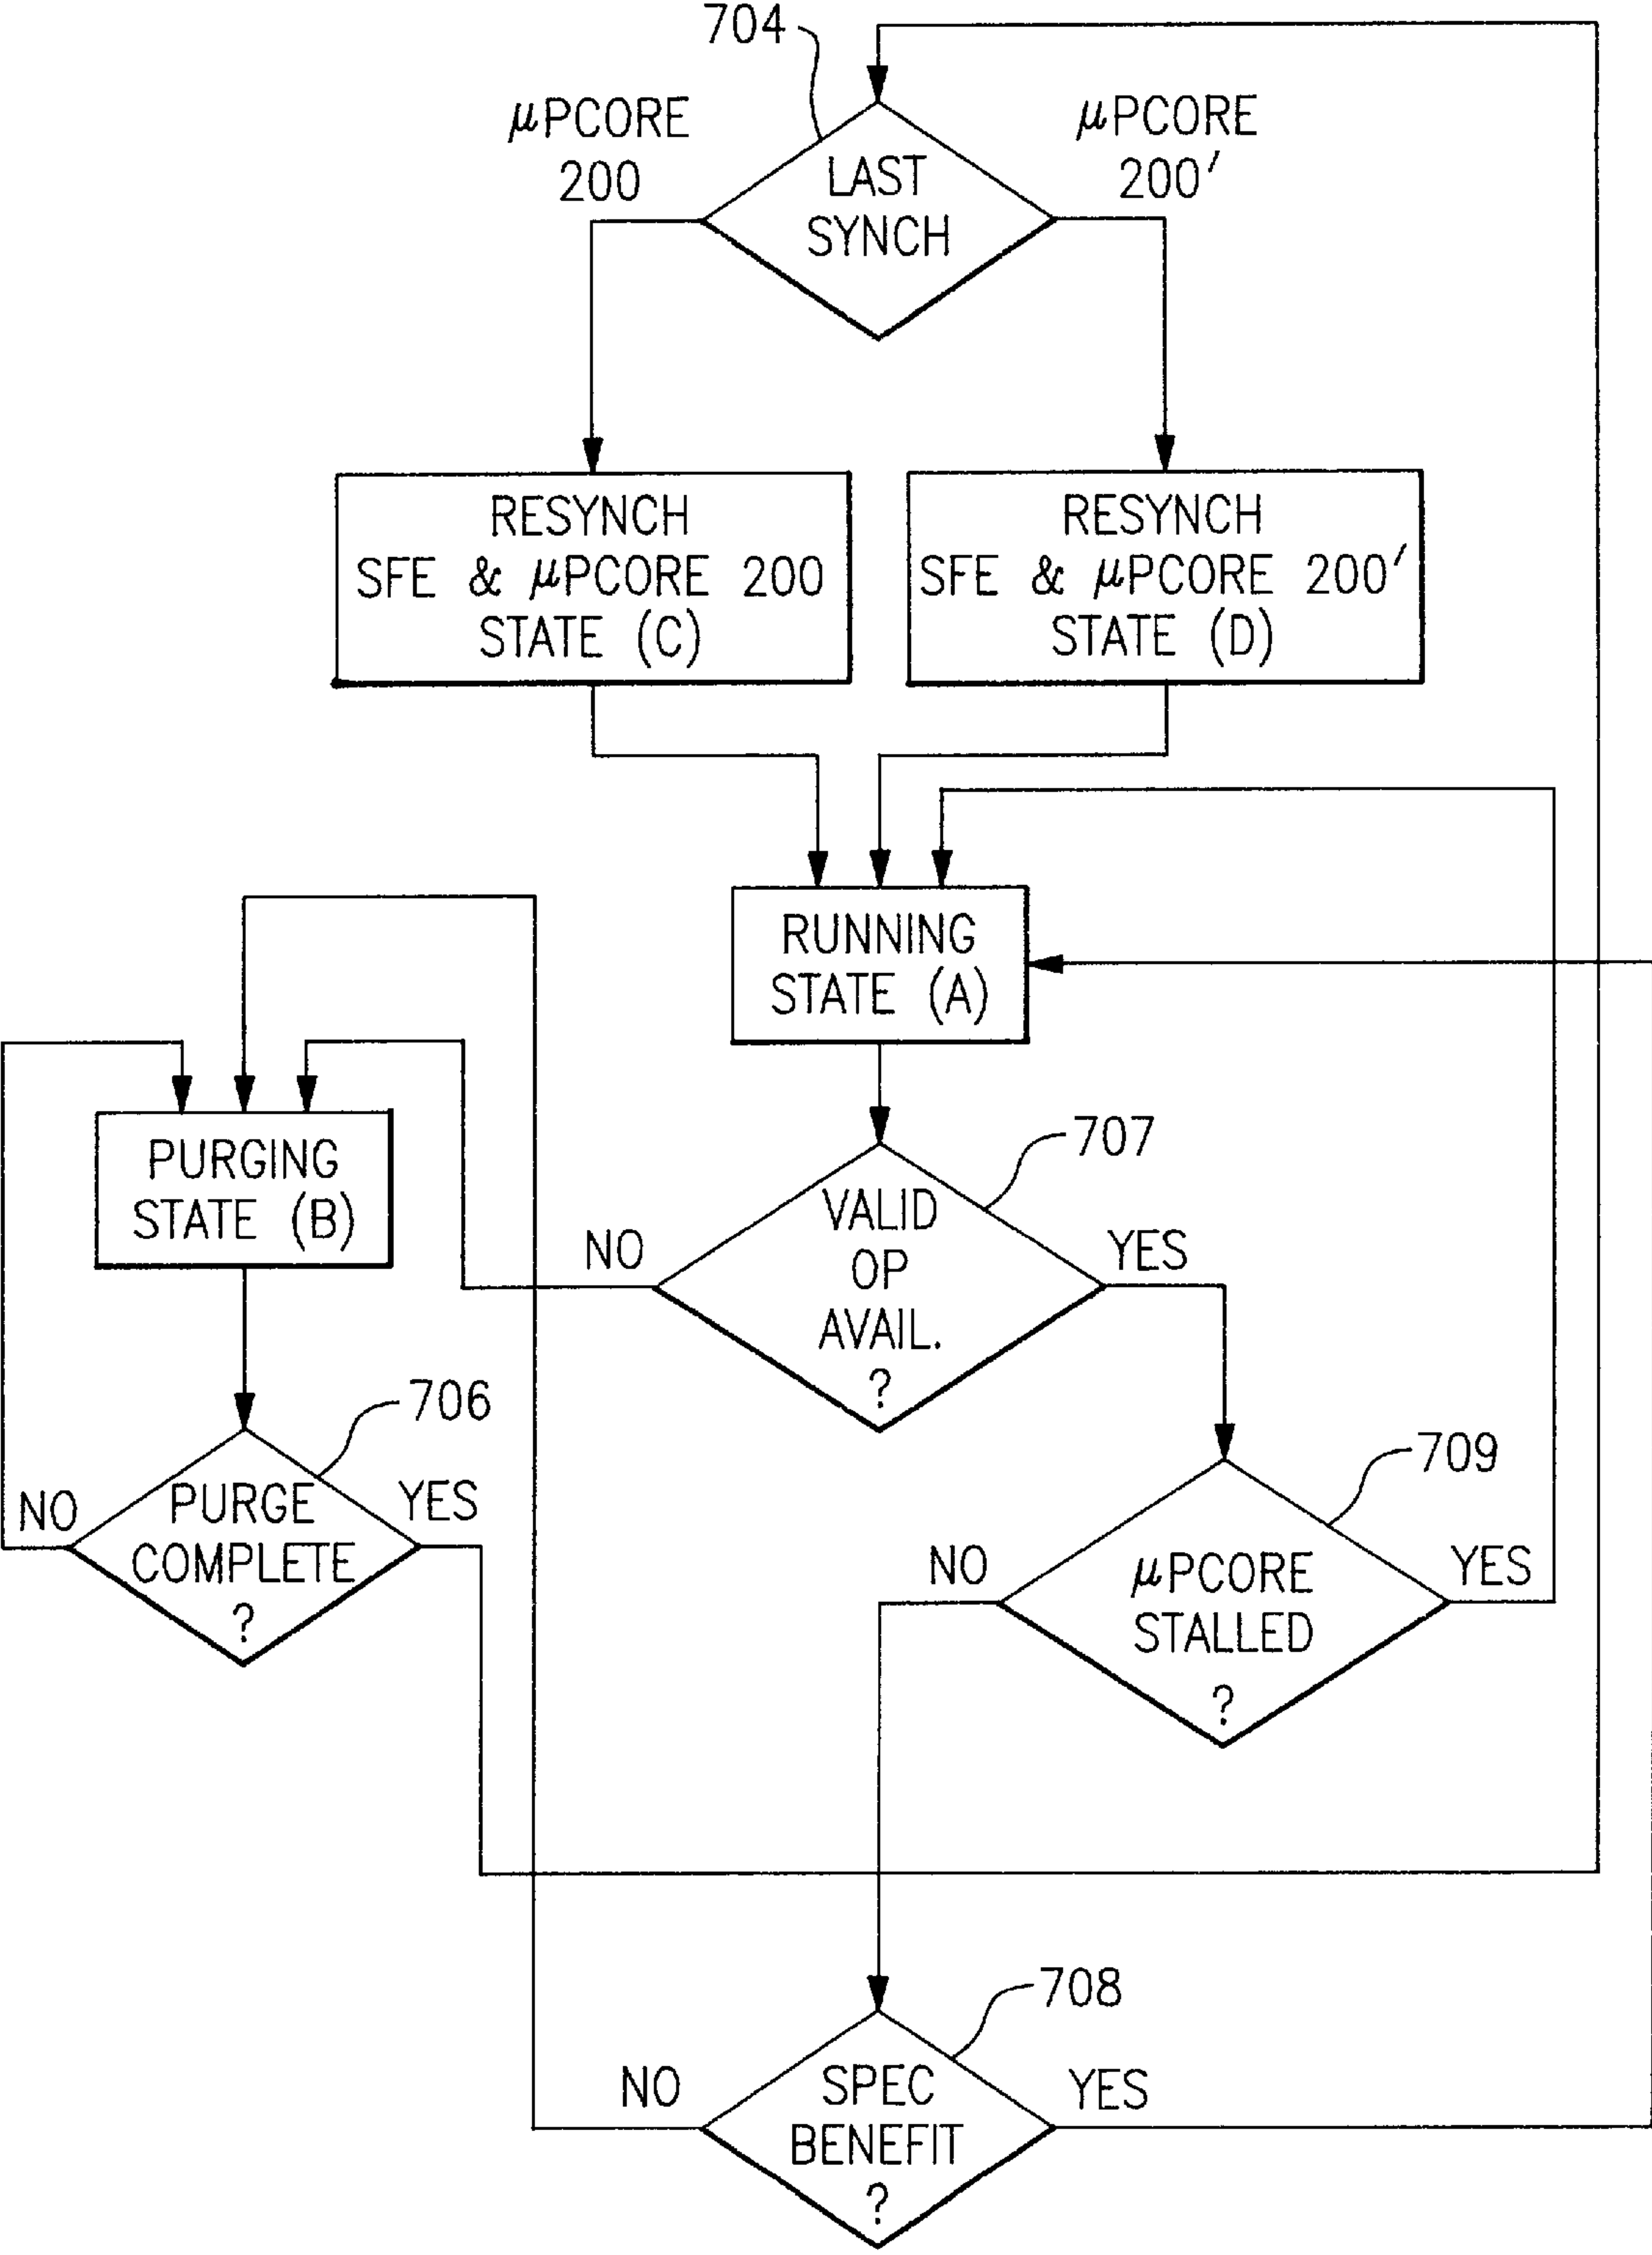 704
μPCORE
200
μPCORE
200′
LAST
SYNCH
RESYNCH
SFE & μPCORE 200
STATE (C)
RESYNCH
SFE & μPCORE 200′
STATE (D)
RUNNING
STATE (A)
PURGING
STATE (B)
707
VALID
OP
AVAIL.
?
NO
YES
706
PURGE
COMPLETE
?
NO
YES
709
μPCORE
STALLED
?
NO
YES
708
SPEC
BENEFIT
?
NO
YES